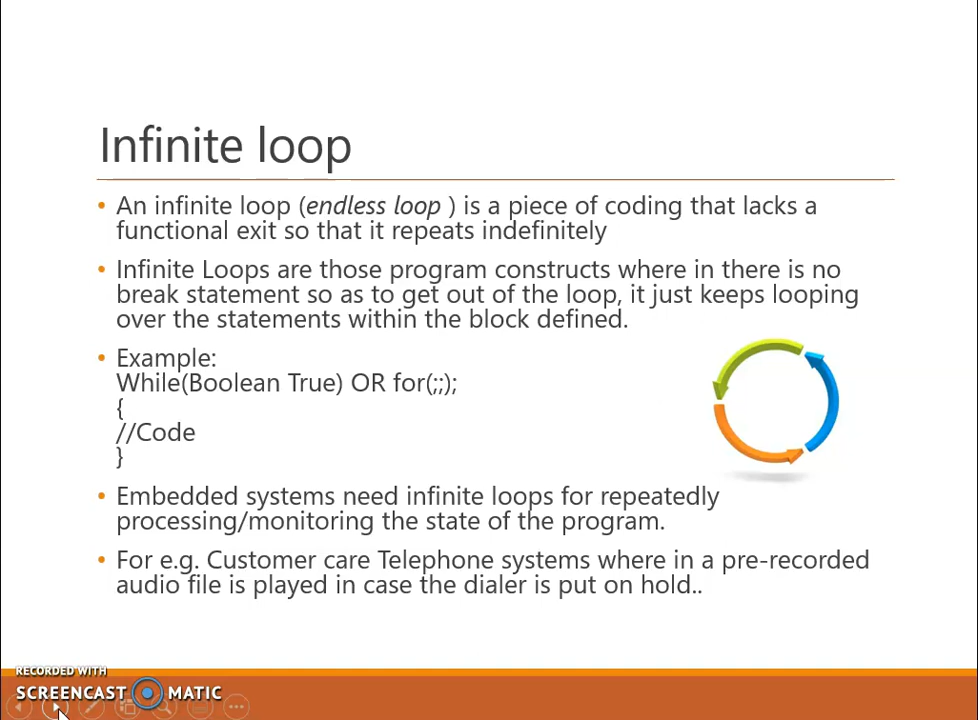 Infinite loop
• An infinite loop (endless loop ) is a piece of coding that lacks a
functional exit so that it repeats indefinitely
• Infinite Loops are those program constructs where in there is no
break statement so as to get out of the loop, it just keeps looping
over the statements within the block defined.
• Example:
While(Boolean True) OR for(;;);
{
//Code
}
• Embedded systems need infinite loops for repeatedly
processing/monitoring the state of the program.
• For e.g. Customer care Telephone systems where in a pre-recorded
audio file is played in case the dialer is put on hold..
RECORDED WITH
SCREENCAST MATIC